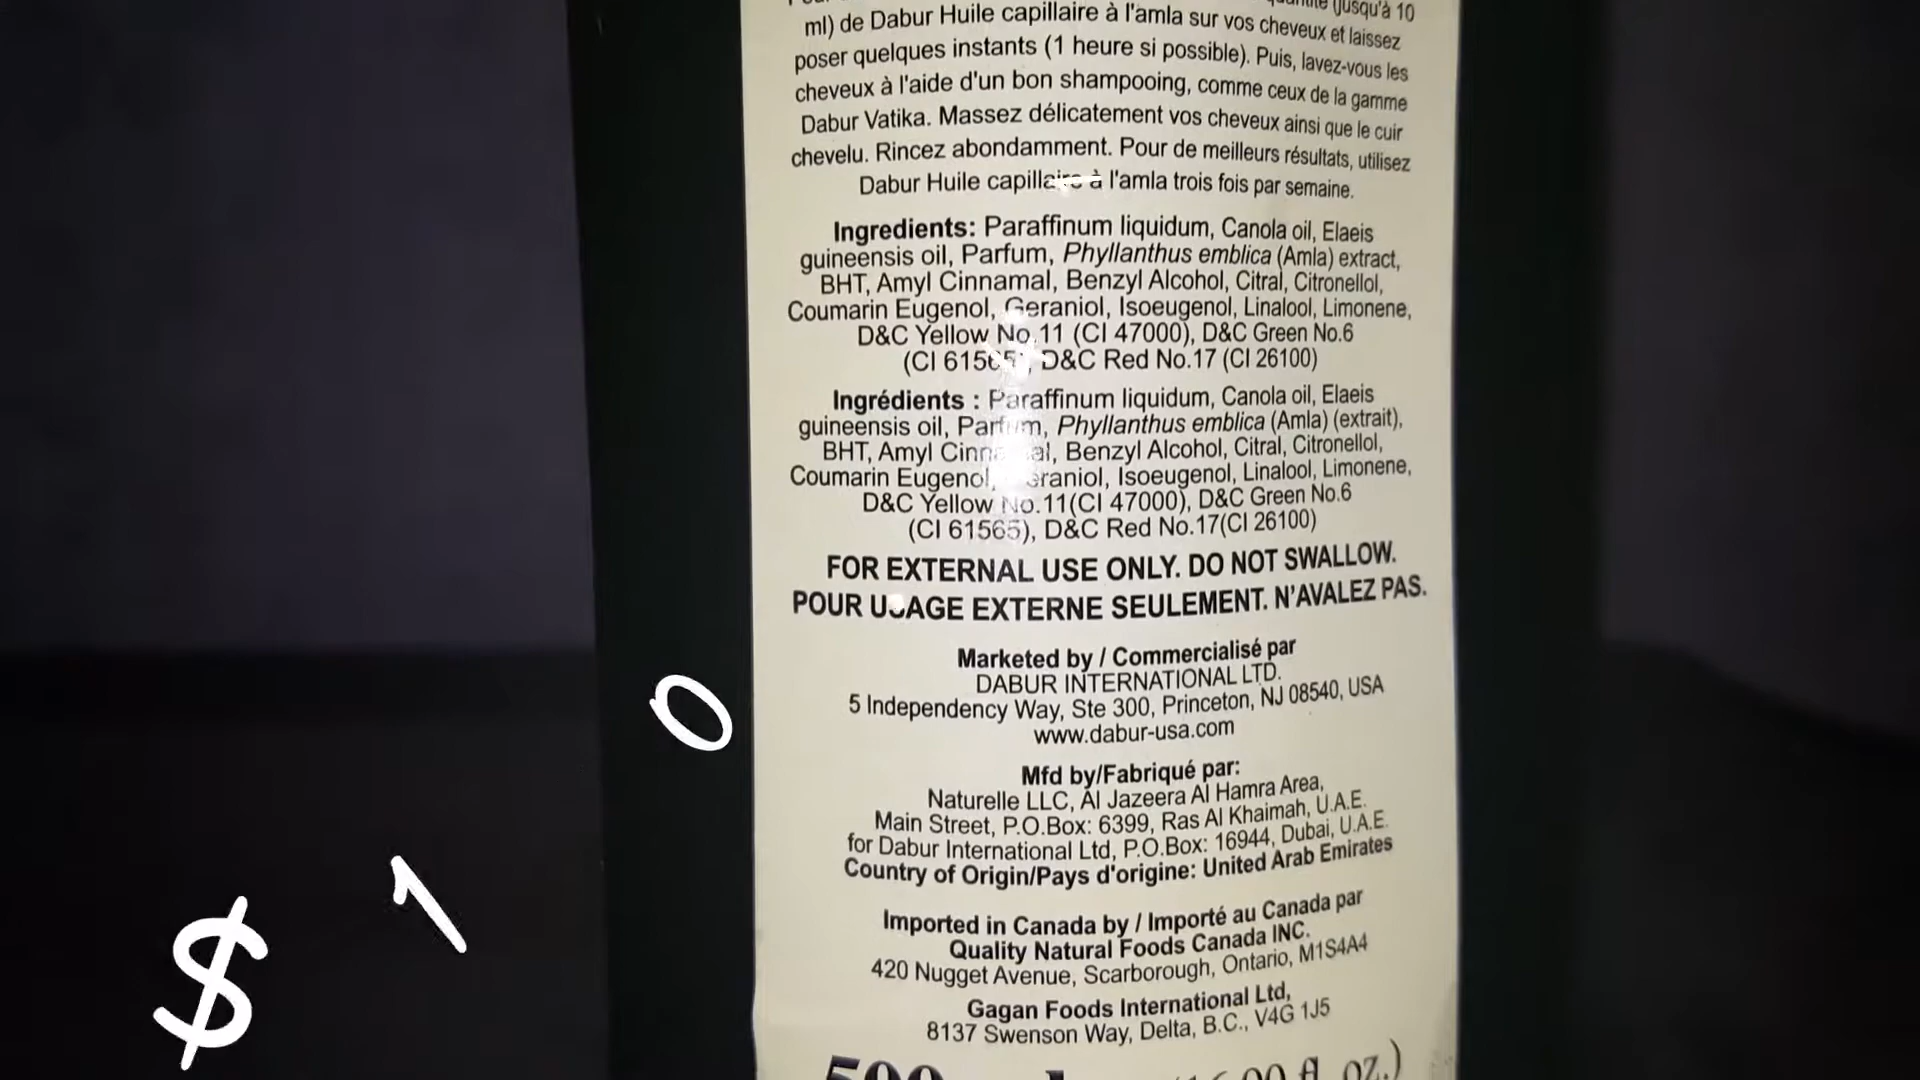 (jusqu'à 10
ml) de Dabur Huile capillaire à l'amla sur vos cheveux et laissez
poser quelques instants (1 heure si possible). Puis, lavez-vous les
cheveux à l'aide d'un bon shampooing, comme ceux de la gamme
Dabur Vatika. Massez délicatement vos cheveux ainsi que le cuir
chevelu. Rincez abondamment. Pour de meilleurs résultats, utilisez
Dabur Huile capillaire à l'amla trois fois par semaine.
Ingredients: Paraffinum liquidum, Canola oil, Elaeis
guineensis oil, Parfum, Phyllanthus emblica (Amla) extract,
BHT, Amyl Cinnamal, Benzyl Alcohol, Citral, Citronellol,
Coumarin Eugenol, Geraniol, Isoeugenol, Linalool, Limonene,
D&C Yellow No.11 (CI 47000), D&C Green No.6
(CI 61565), D&C Red No.17 (CI 26100)
Ingrédients : Paraffinum liquidum, Canola oil, Elaeis
guineensis oil, Parfum, Phyllanthus emblica (Amla) (extrait),
BHT, Amyl Cinnamal, Benzyl Alcohol, Citral, Citronellol,
Coumarin Eugenol, Geraniol, Isoeugenol, Linalool, Limonene,
D&C Yellow No.11(CI 47000), D&C Green No.6
(CI 61565), D&C Red No.17(CI 26100)
FOR EXTERNAL USE ONLY. DO NOT SWALLOW.
POUR USAGE EXTERNE SEULEMENT. N'AVALEZ PAS.
Marketed by / Commercialisé par
DABUR INTERNATIONAL LTD.
5 Independency Way, Ste 300, Princeton, NJ 08540, USA
www.dabur-usa.com
Mfd by/Fabriqué par:
Naturelle LLC, Al Jazeera Al Hamra Area,
Main Street, P.O.Box: 6399, Ras Al Khaimah, U.A.E.
for Dabur International Ltd, P.O.Box: 16944, Dubai, U.A.E.
Country of Origin/Pays d'origine: United Arab Emirates
Imported in Canada by / Importé au Canada par
Quality Natural Foods Canada INC.
420 Nugget Avenue, Scarborough, Ontario, M1S4A4
Gagan Foods International Ltd,
8137 Swenson Way, Delta, B.C., V4G 1J5
500 fl. oz.)
$ 10